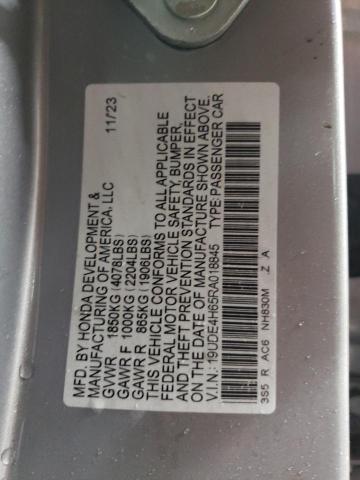 MFD. BY HONDA DEVELOPMENT &
MANUFACTURING OF AMERICA, LLC 11/23
GVWR 1850KG (4078LBS)
GAWR F 1000KG (2204LBS)
GAWR R 865KG (1906LBS)
THIS VEHICLE CONFORMS TO ALL APPLICABLE
FEDERAL MOTOR VEHICLE SAFETY, BUMPER,
AND THEFT PREVENTION STANDARDS IN EFFECT
ON THE DATE OF MANUFACTURE SHOWN ABOVE.
V.I.N.: 19UDE4H65RA018845 TYPE: PASSENGER CAR
3S5 R AC6 NH830M .Z A